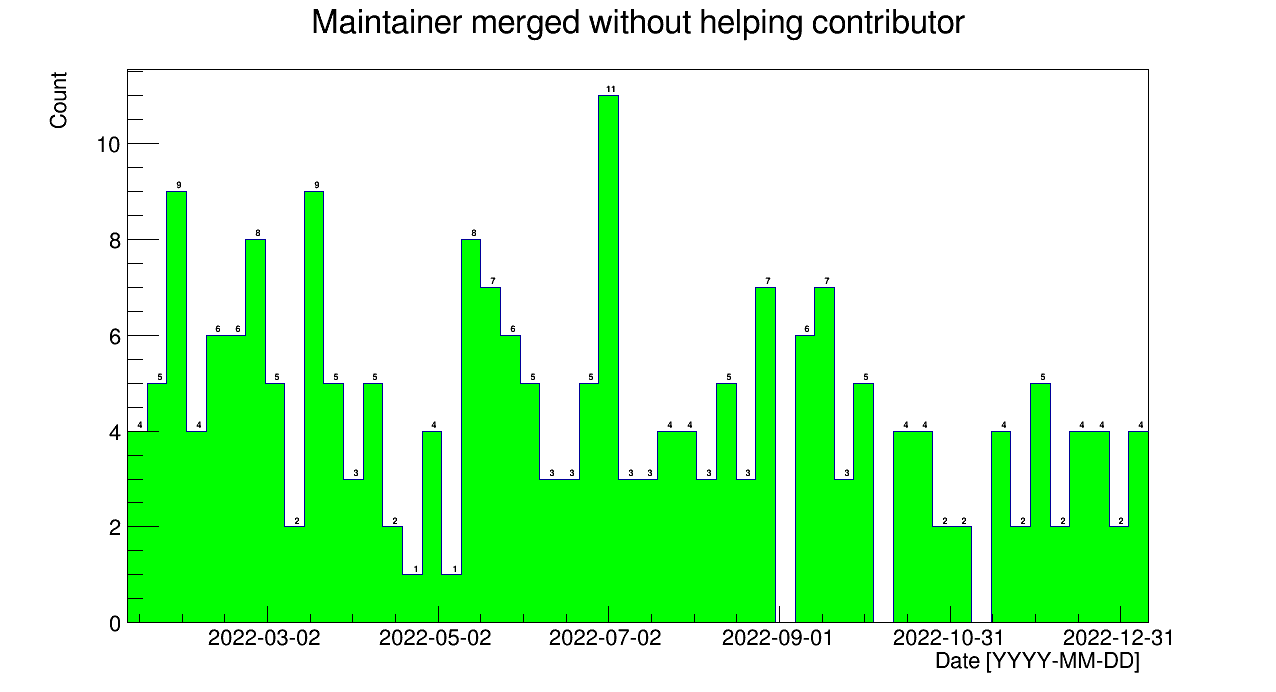 Maintainer merged without helping contributor
Count
10
8
6
4
2
0
4 5 9 4 6 6 8 5 2 9 5 3 5 2 1 4 1 8 7 6 5 3 3 5 11 3 3 4 4 3 5 3 7 6 7 3 5 4 4 2 2 4 2 5 2 4 4 2 4
2022-03-02 2022-05-02 2022-07-02 2022-09-01 2022-10-31 2022-12-31
Date [YYYY-MM-DD]